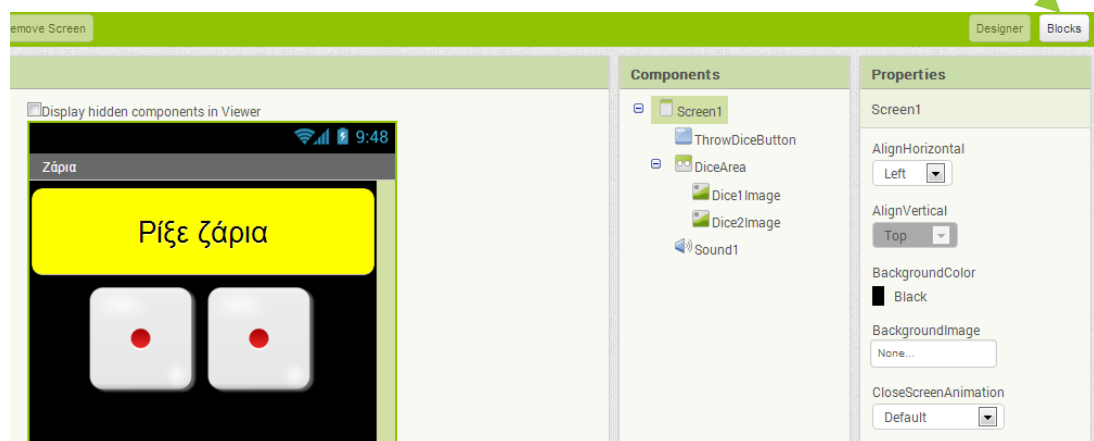 emove Screen
Designer
Blocks
Components
Properties
Display hidden components in Viewer
9:48
Ζάρια
Ρίξε ζάρια
Screen1
ThrowDiceButton
DiceArea
Dice1Image
Dice2Image
Sound1
Screen1
AlignHorizontal
Left
AlignVertical
Top
BackgroundColor
Black
BackgroundImage
None...
CloseScreenAnimation
Default